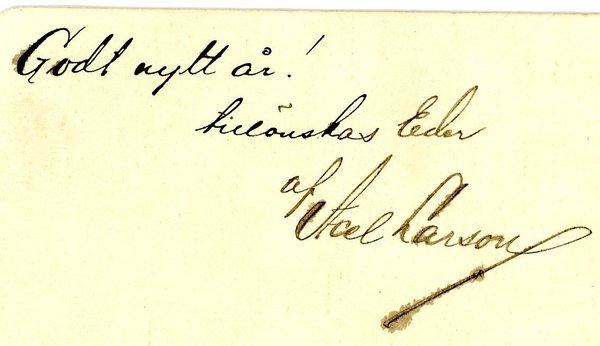 Godt nytt år!
tillönskas Eder
af
Axel Larson